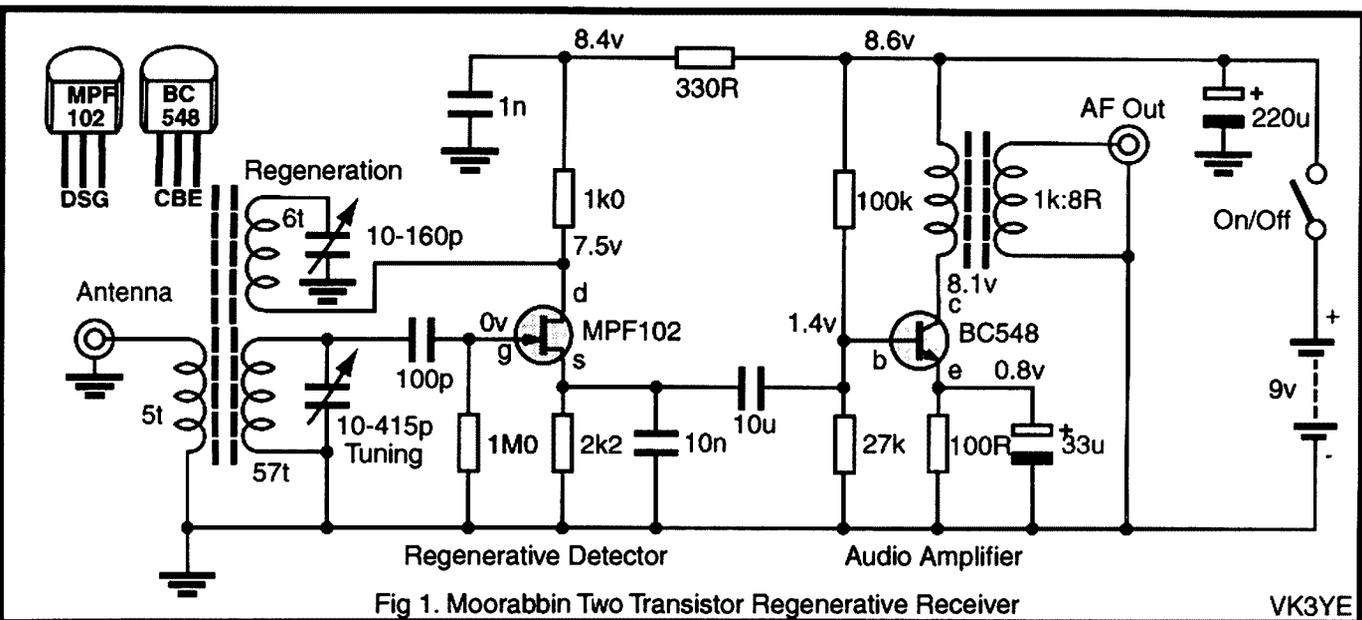 8.4v
8.6v
330R
MPF
102
BC
548
1n
AF Out
+
220u
DSG
CBE
Regeneration
6t
10-160p
1k0
7.5v
100k
1k:8R
On/Off
Antenna
d
8.1v
c
0v
g
MPF102
s
1.4v
b
BC548
e
0.8v
+
9v
-
100p
5t
10-415p
Tuning
57t
1M0
2k2
10n
10u
27k
100R
+
33u
Regenerative Detector
Audio Amplifier
Fig 1. Moorabbin Two Transistor Regenerative Receiver
VK3YE